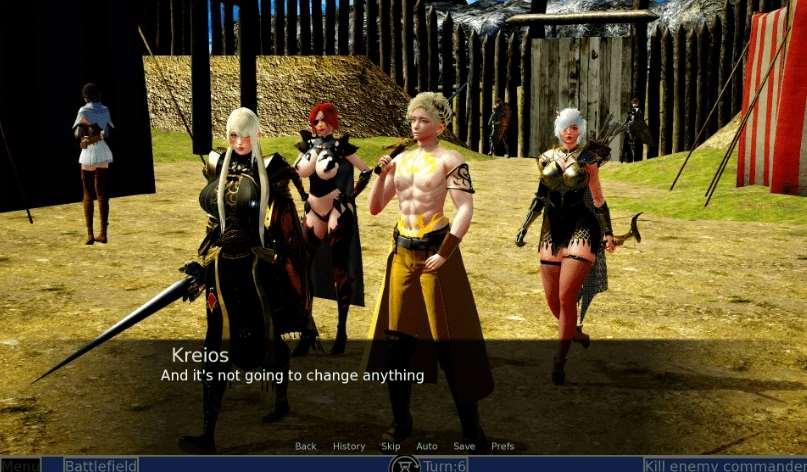 Kreios
And it's not going to change anything
Back History Skip Auto Save Prefs
Menu Battlefield Turn:6 Kill enemy commander